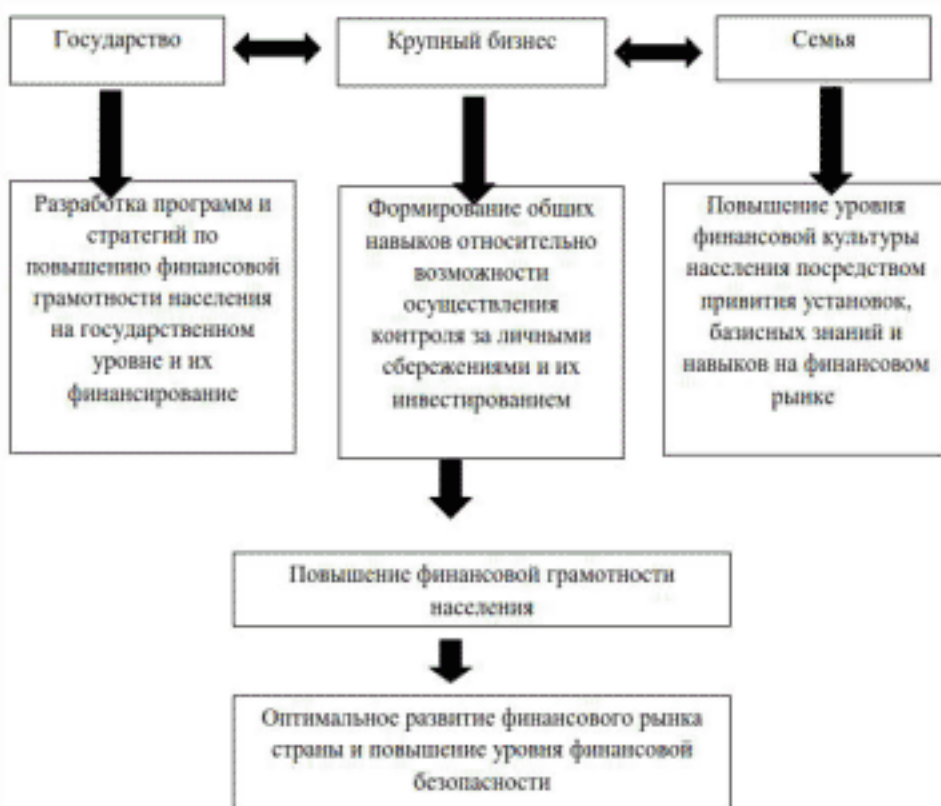 Государство
Крупный бизнес
Семья
Разработка программ и
стратегий по
повышению финансовой
грамотности населения
на государственном
уровне и их
финансирование
Формирование общих
навыков относительно
возможности
осуществления
контроля за личными
сбережениями и их
инвестированием
Повышение уровня
финансовой культуры
населения посредством
привития установок,
базисных знаний и
навыков на финансовом
рынке
Повышение финансовой грамотности
населения
Оптимальное развитие финансового рынка
страны и повышение уровня финансовой
безопасности